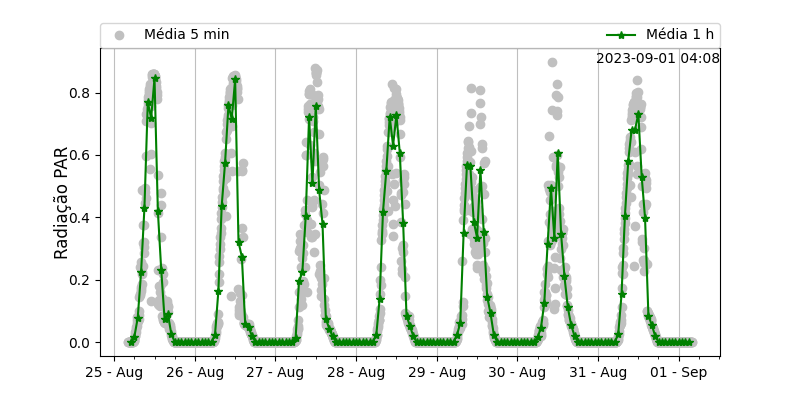 Média 5 min
Média 1 h
2023-09-01 04:08
Radiação PAR
0.8
0.6
0.4
0.2
0.0
25 - Aug
26 - Aug
27 - Aug
28 - Aug
29 - Aug
30 - Aug
31 - Aug
01 - Sep